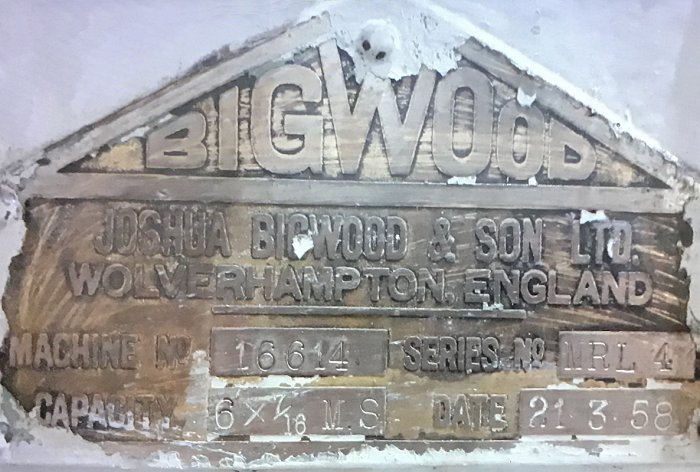 BIGWOOD
JOSHUA BIGWOOD & SON LTD.
WOLVERHAMPTON, ENGLAND
MACHINE Nº 16614 SERIES Nº MRL 4
CAPACITY 6 × 7/16 M.S. DATE 21.3.58